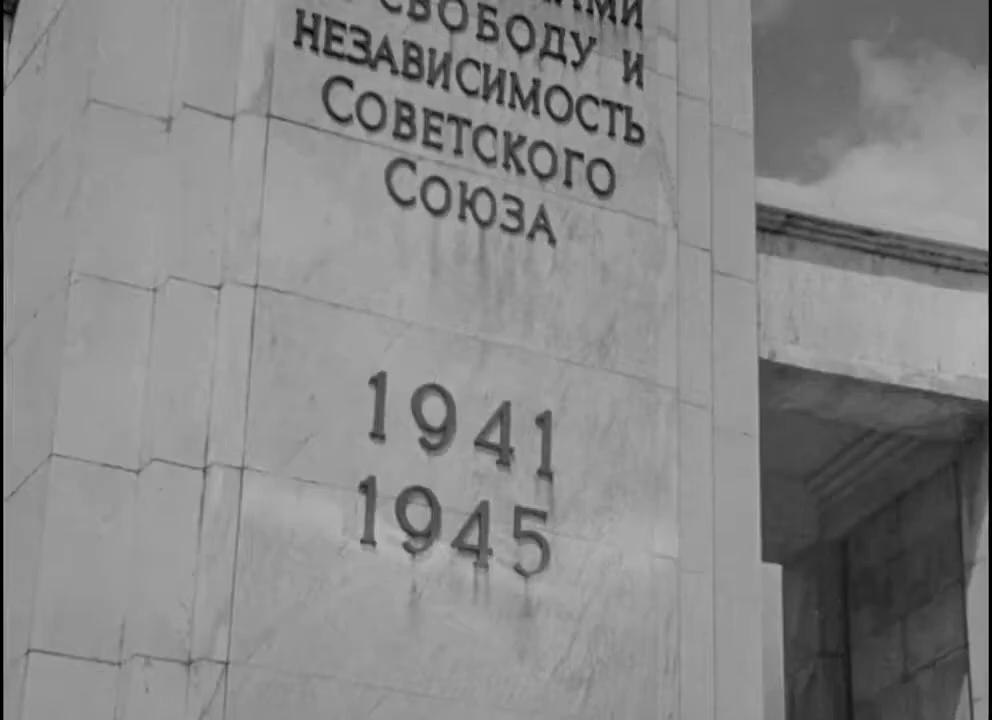 СВОБОДУ И
НЕЗАВИСИМОСТЬ
СОВЕТСКОГО
СОЮЗА
1941
1945